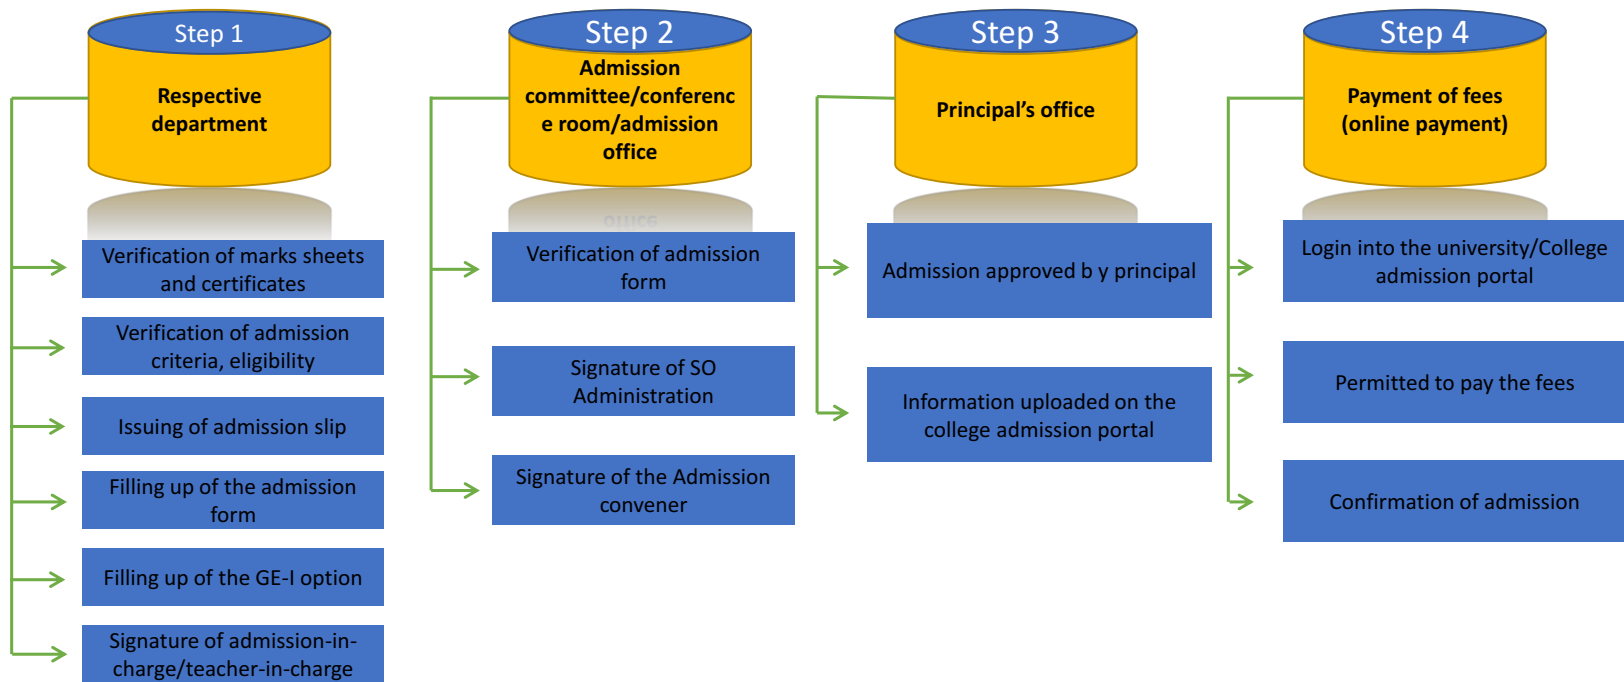 Step 1
Respective
department
Verification of marks sheets
and certificates
Verification of admission
criteria, eligibility
Issuing of admission slip
Filling up of the admission
form
Filling up of the GE-I option
Signature of admission-in-
charge/teacher-in-charge
Step 2
Admission
committee/conferenc
e room/admission
office
Verification of admission
form
Signature of SO
Administration
Signature of the Admission
convener
Step 3
Principal’s office
Admission approved b y principal
Information uploaded on the
college admission portal
Step 4
Payment of fees
(online payment)
Login into the university/College
admission portal
Permitted to pay the fees
Confirmation of admission